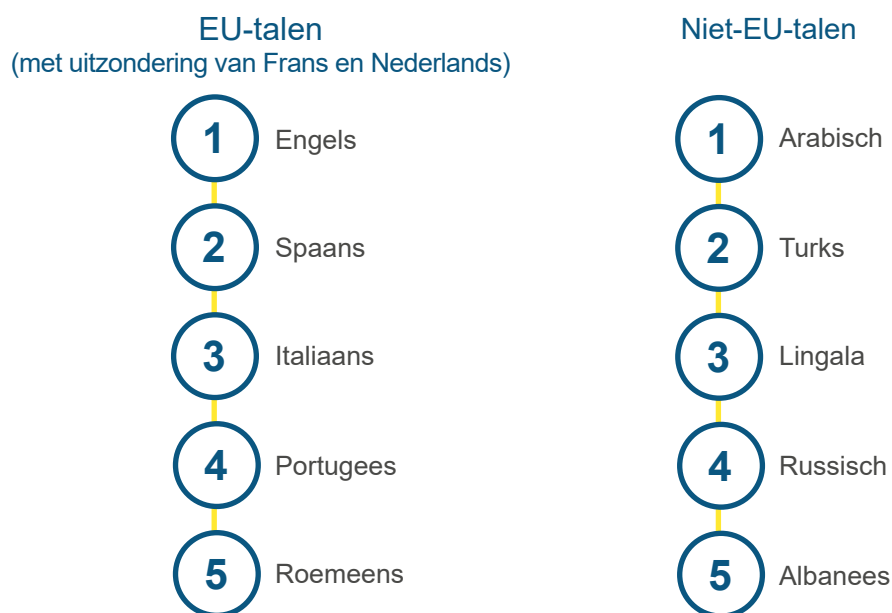 EU-talen
(met uitzondering van Frans en Nederlands)
1 Engels
2 Spaans
3 Italiaans
4 Portugees
5 Roemeens
Niet-EU-talen
1 Arabisch
2 Turks
3 Lingala
4 Russisch
5 Albanees